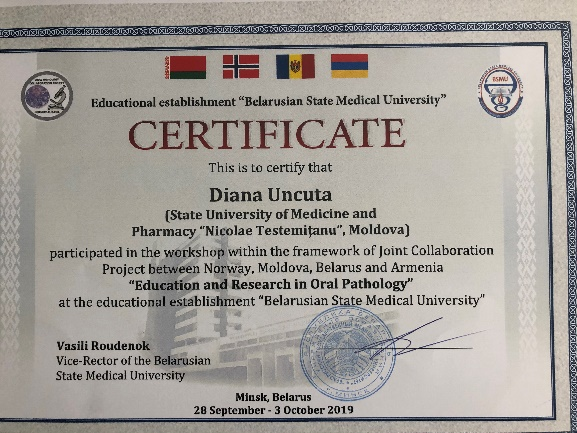 Educational establishment “Belarusian State Medical University”
BSMU
CERTIFICATE
This is to certify that
Diana Uncuta
(State University of Medicine and
Pharmacy “Nicolae Testemiţanu”, Moldova)
participated in the workshop within the framework of Joint Collaboration
Project between Norway, Moldova, Belarus and Armenia
“Education and Research in Oral Pathology”
at the educational establishment “Belarusian State Medical University”
Vasili Roudenok
Vice-Rector of the Belarusian
State Medical University
Minsk, Belarus
28 September - 3 October 2019